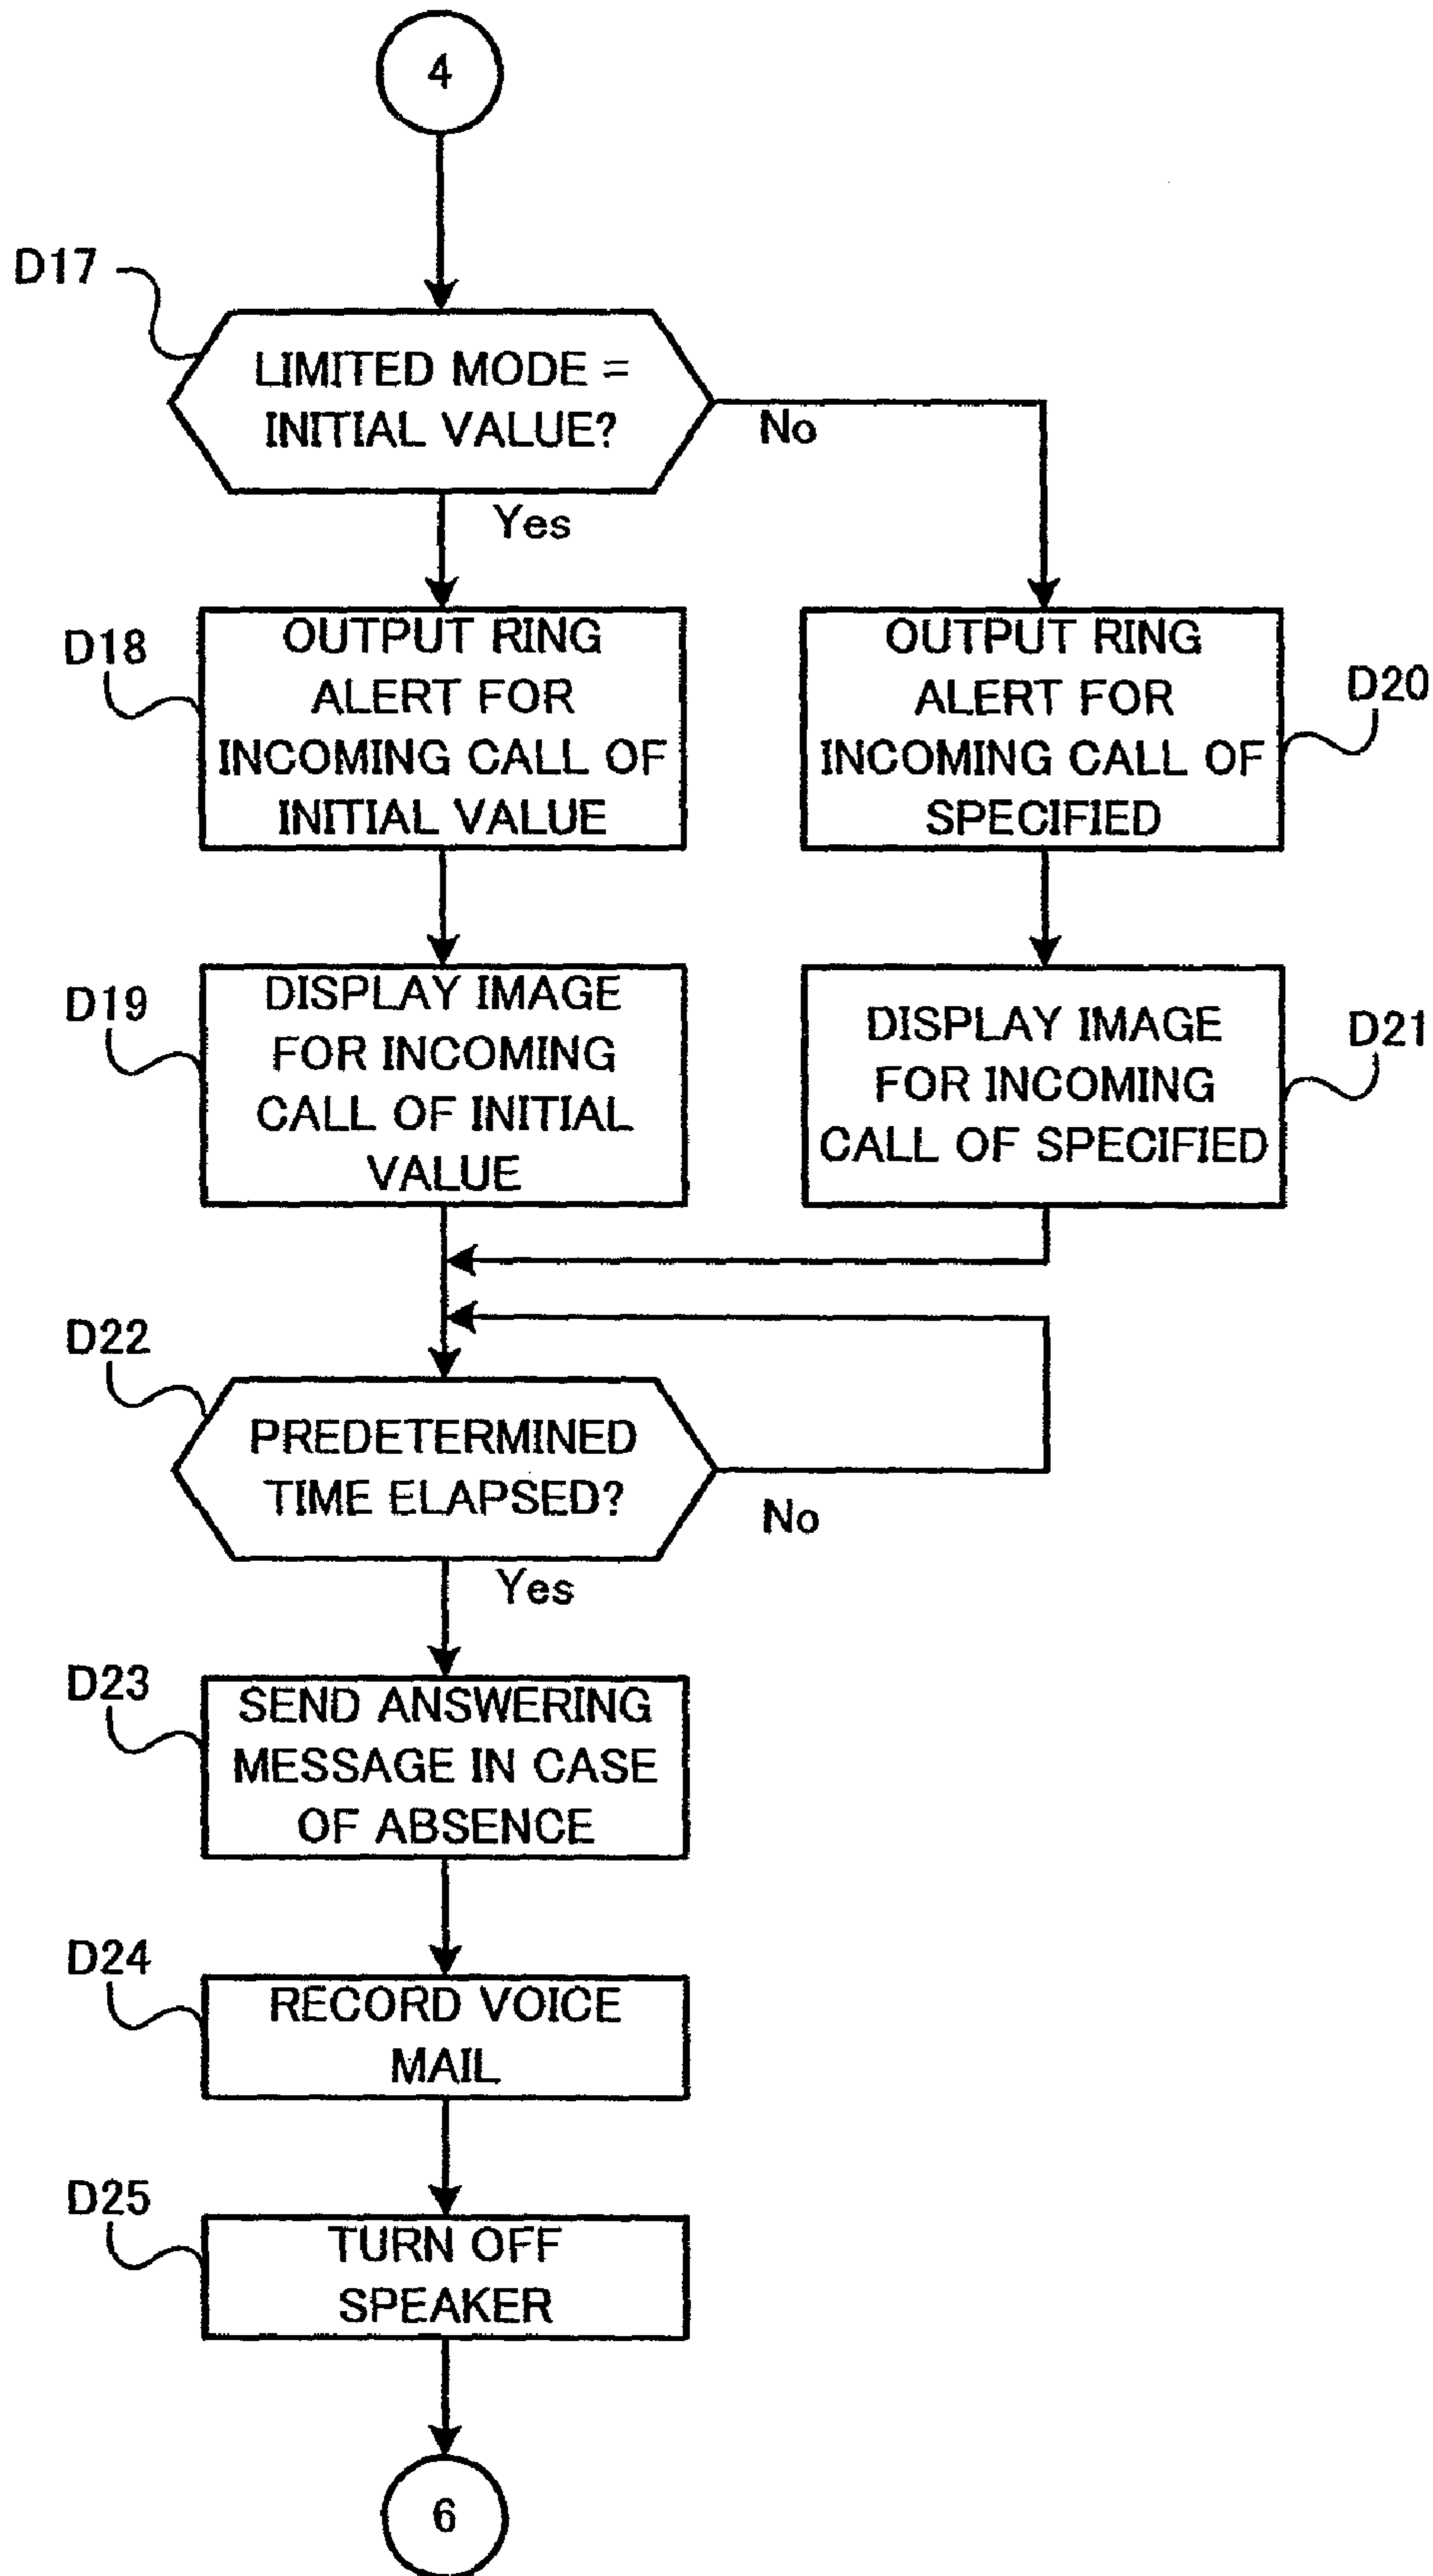 4
D17
LIMITED MODE =
INITIAL VALUE?
No
Yes
D18
OUTPUT RING
ALERT FOR
INCOMING CALL OF
INITIAL VALUE
OUTPUT RING
ALERT FOR
INCOMING CALL OF
SPECIFIED
D20
D19
DISPLAY IMAGE
FOR INCOMING
CALL OF INITIAL
VALUE
DISPLAY IMAGE
FOR INCOMING
CALL OF SPECIFIED
D21
D22
PREDETERMINED
TIME ELAPSED?
No
Yes
D23
SEND ANSWERING
MESSAGE IN CASE
OF ABSENCE
D24
RECORD VOICE
MAIL
D25
TURN OFF
SPEAKER
6